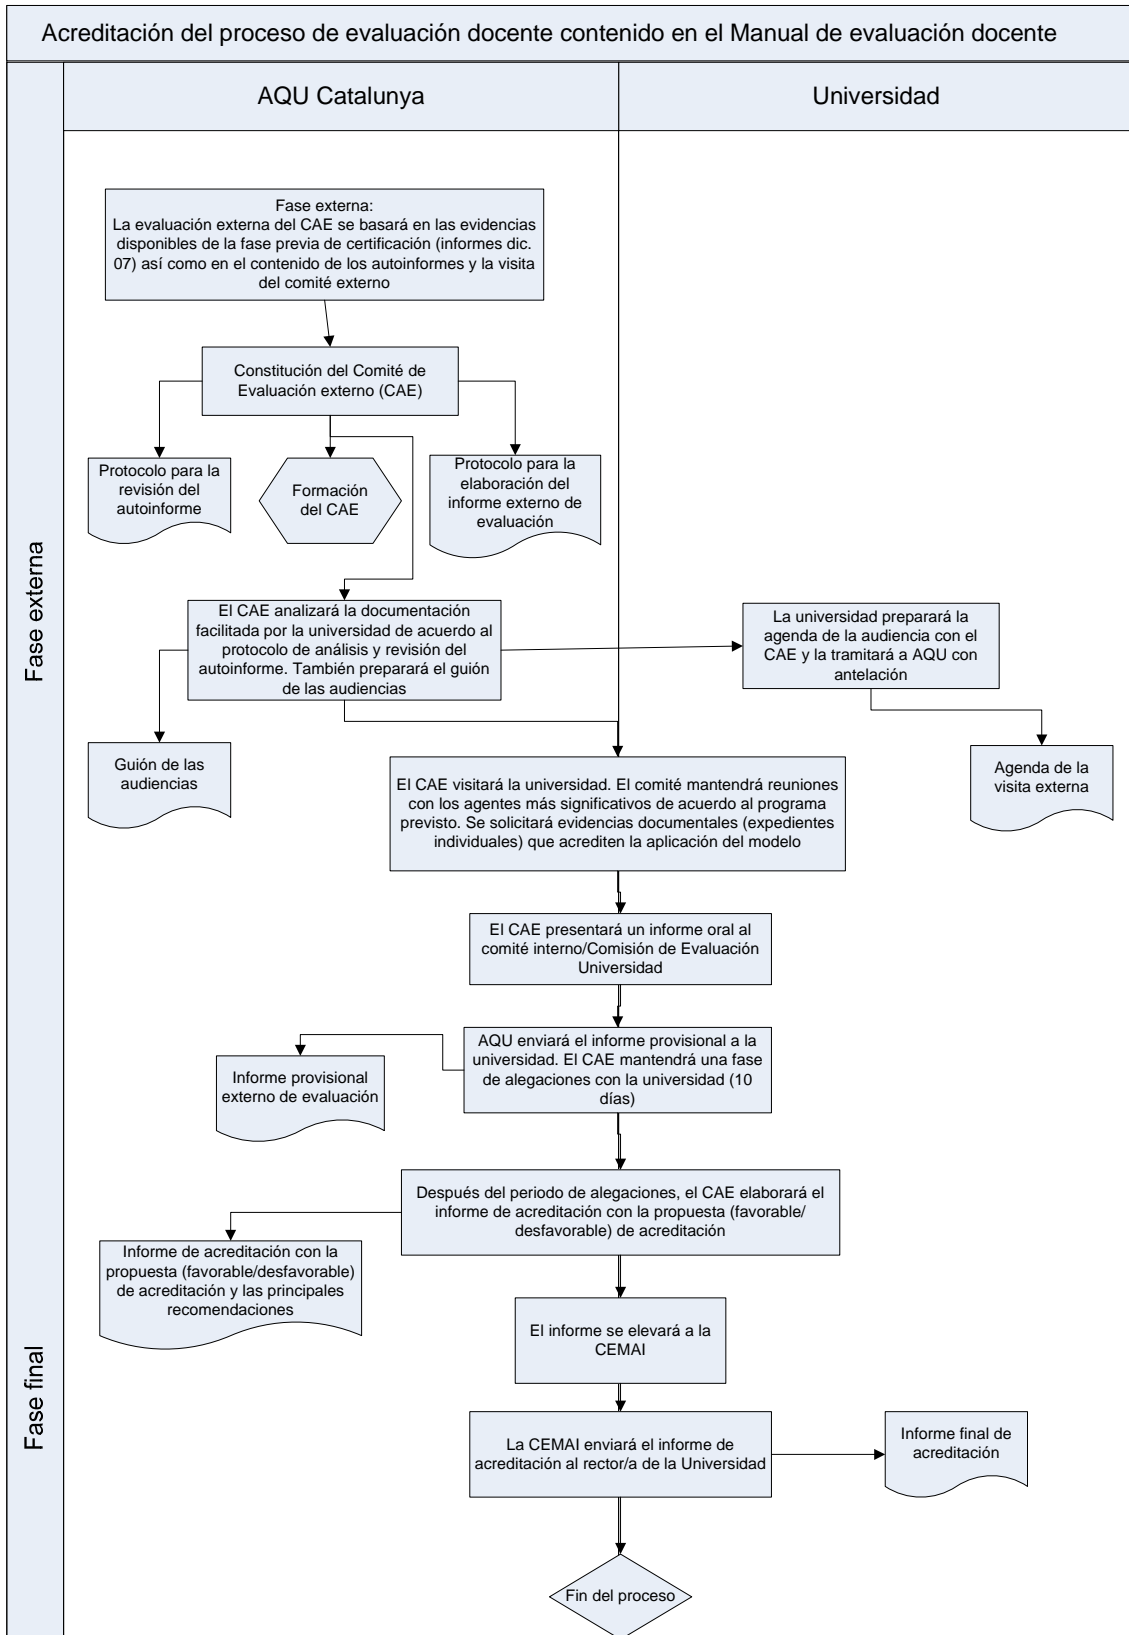 Acreditación del proceso de evaluación docente contenido en el Manual de evaluación docente
AQU Catalunya
Universidad
Fase externa
Fase externa:
La evaluación externa del CAE se basará en las evidencias
disponibles de la fase previa de certificación (informes dic.
07) así como en el contenido de los autoinformes y la visita
del comité externo
Constitución del Comité de
Evaluación externo (CAE)
Protocolo para la
revisión del
autoinforme
Formación
del CAE
Protocolo para la
elaboración del
informe externo de
evaluación
El CAE analizará la documentación
facilitada por la universidad de acuerdo al
protocolo de análisis y revisión del
autoinforme. También preparará el guión
de las audiencias
La universidad preparará la
agenda de la audiencia con el
CAE y la tramitará a AQU con
antelación
Guión de las
audiencias
Agenda de la
visita externa
El CAE visitará la universidad. El comité mantendrá reuniones
con los agentes más significativos de acuerdo al programa
previsto. Se solicitará evidencias documentales (expedientes
individuales) que acrediten la aplicación del modelo
El CAE presentará un informe oral al
comité interno/Comisión de Evaluación
Universidad
AQU enviará el informe provisional a la
universidad. El CAE mantendrá una fase
de alegaciones con la universidad (10
días)
Informe provisional
externo de evaluación
Fase final
Después del periodo de alegaciones, el CAE elaborará el
informe de acreditación con la propuesta (favorable/
desfavorable) de acreditación
Informe de acreditación con la
propuesta (favorable/desfavorable)
de acreditación y las principales
recomendaciones
El informe se elevará a la
CEMAI
La CEMAI enviará el informe de
acreditación al rector/a de la Universidad
Informe final de
acreditación
Fin del proceso